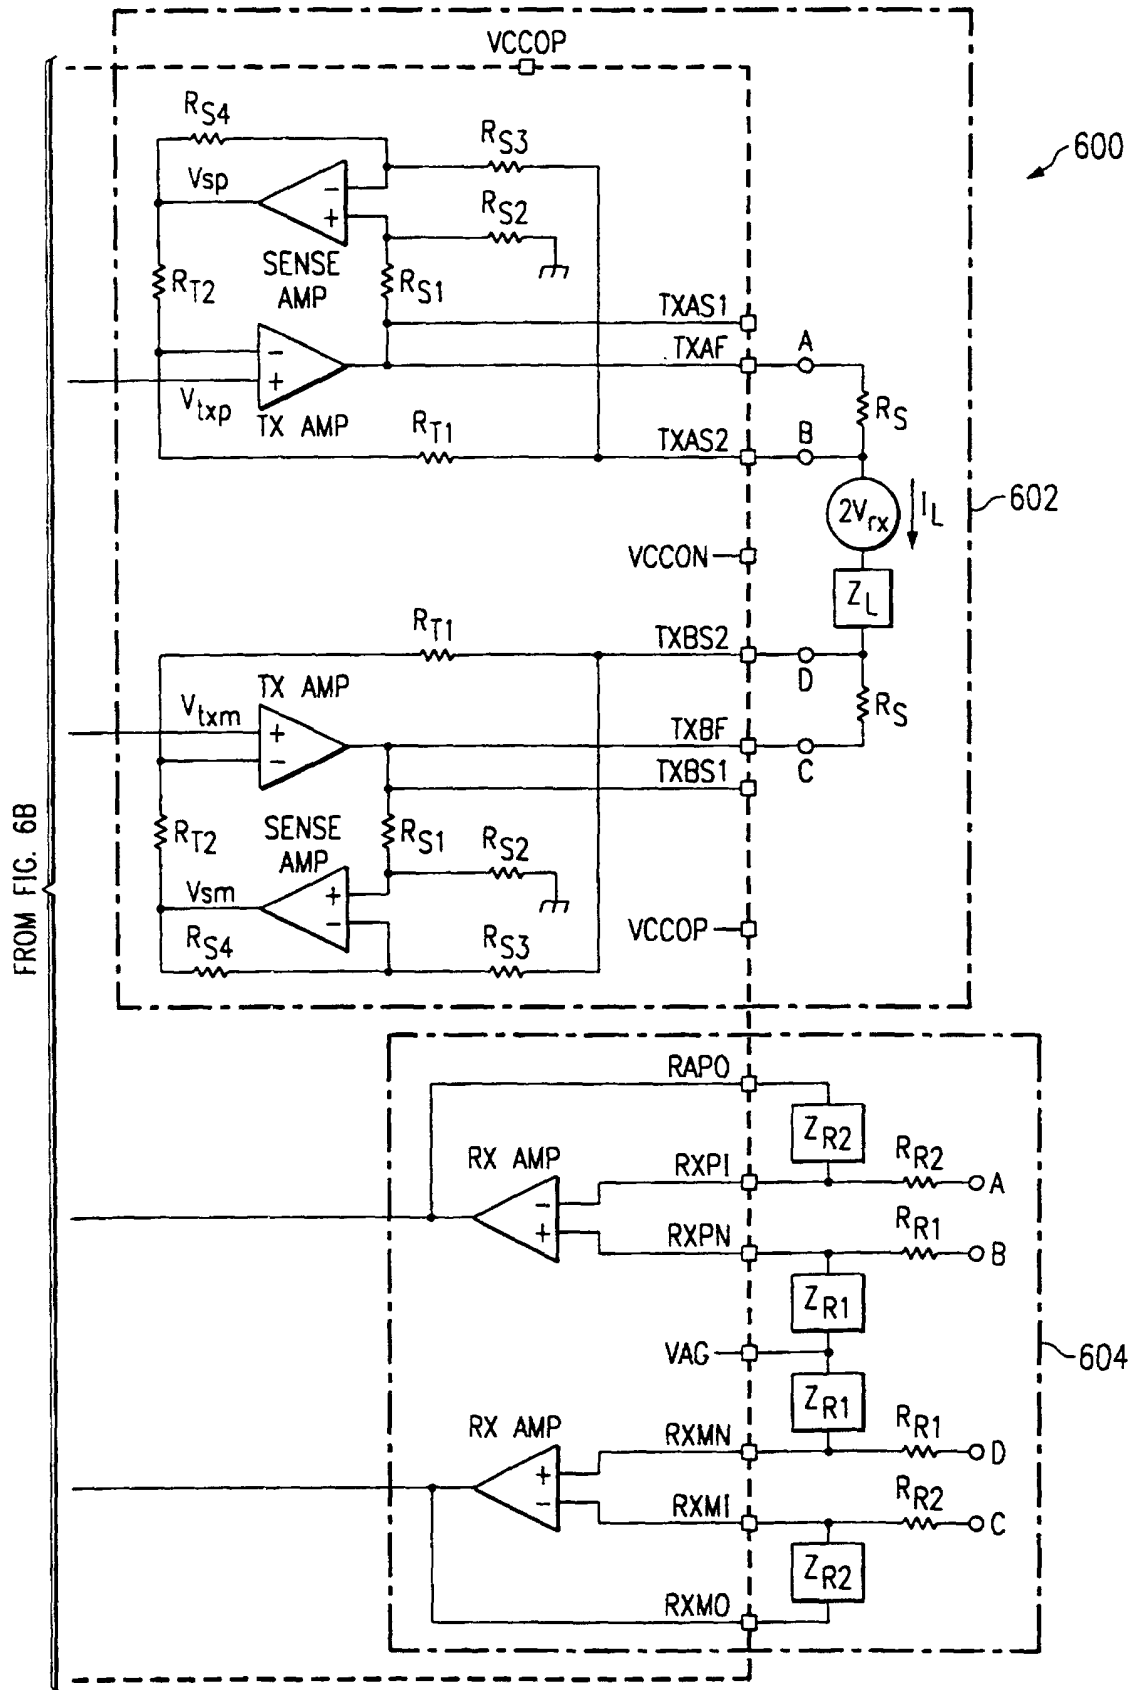 VCCOP
RS4
RS3
600
Vsp
−
+
RS2
SENSE
AMP
RT2
RS1
TXAS1
−
+
TXAF
A
Vtxp
TX AMP
RS
RT1
TXAS2
B
2Vrx
IL
602
VCCON
ZL
RT1
TXBS2
D
TX AMP
Vtxm
+
−
RS
TXBF
C
TXBS1
FROM FIG. 6B
RT2
SENSE
AMP
RS1
RS2
Vsm
+
−
VCCOP
RS4
RS3
RAPO
ZR2
RX AMP
RXPI
RR2
A
−
+
RXPN
RR1
B
ZR1
VAG
604
ZR1
RX AMP
RXMN
RR1
D
+
−
RXMI
RR2
C
ZR2
RXMO